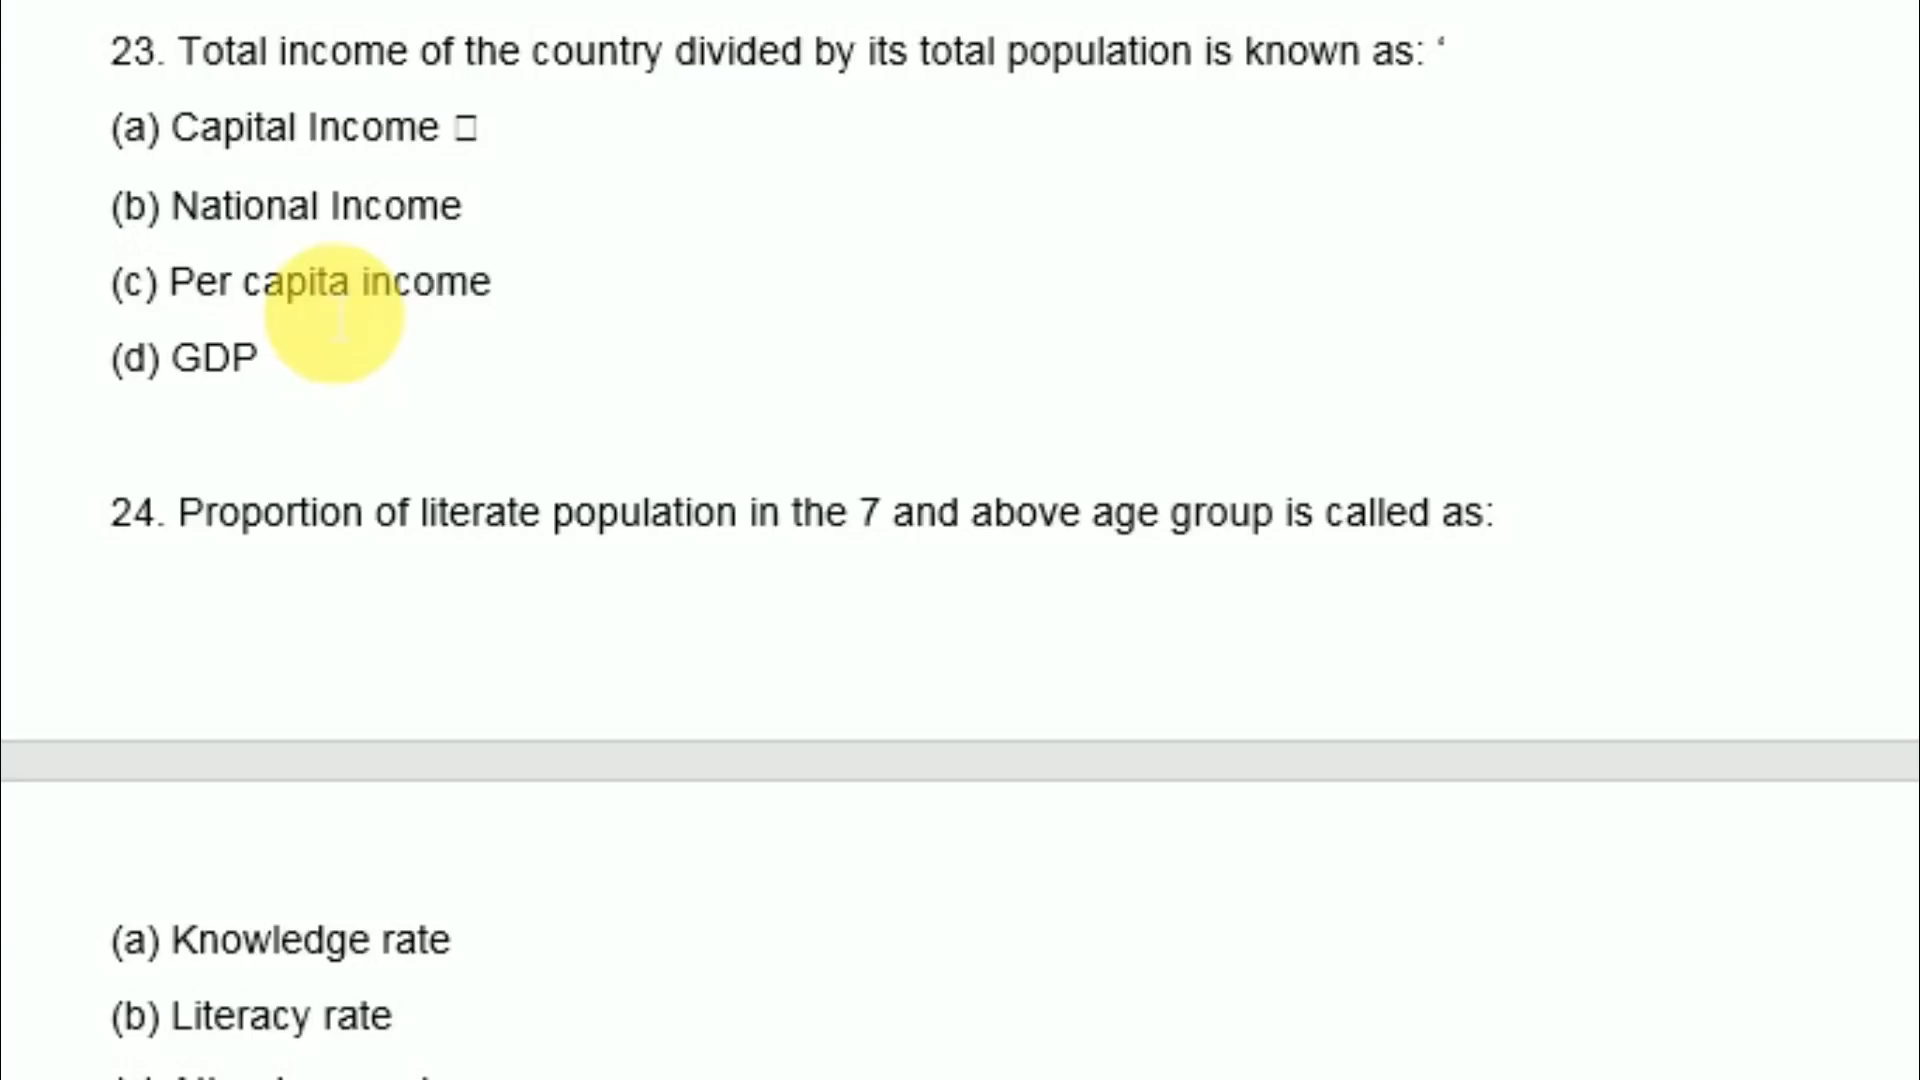 23. Total income of the country divided by its total population is known as: ‘
(a) Capital Income □
(b) National Income
(c) Per capita income
(d) GDP
24. Proportion of literate population in the 7 and above age group is called as:
(a) Knowledge rate
(b) Literacy rate